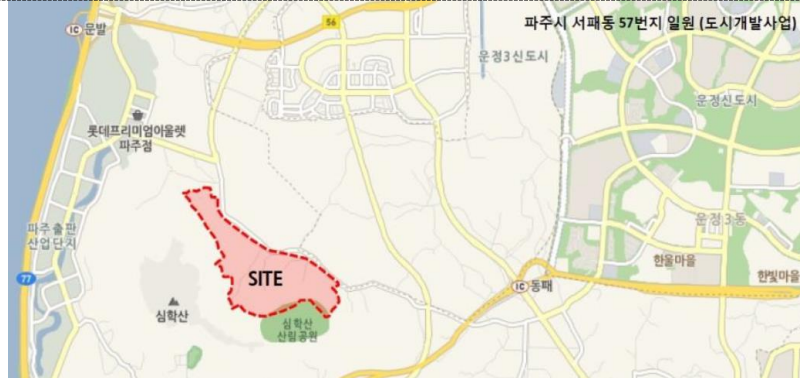 파주시 서패동 57번지 일원 (도시개발사업)
56
IC 문발
운정3신도시
운정신도시
롯데프리미엄아울렛
파주점
파주출판
산업단지
운정3동
한울마을
한빛마을
77
SITE
IC 동패
심학산
심학산
산림공원